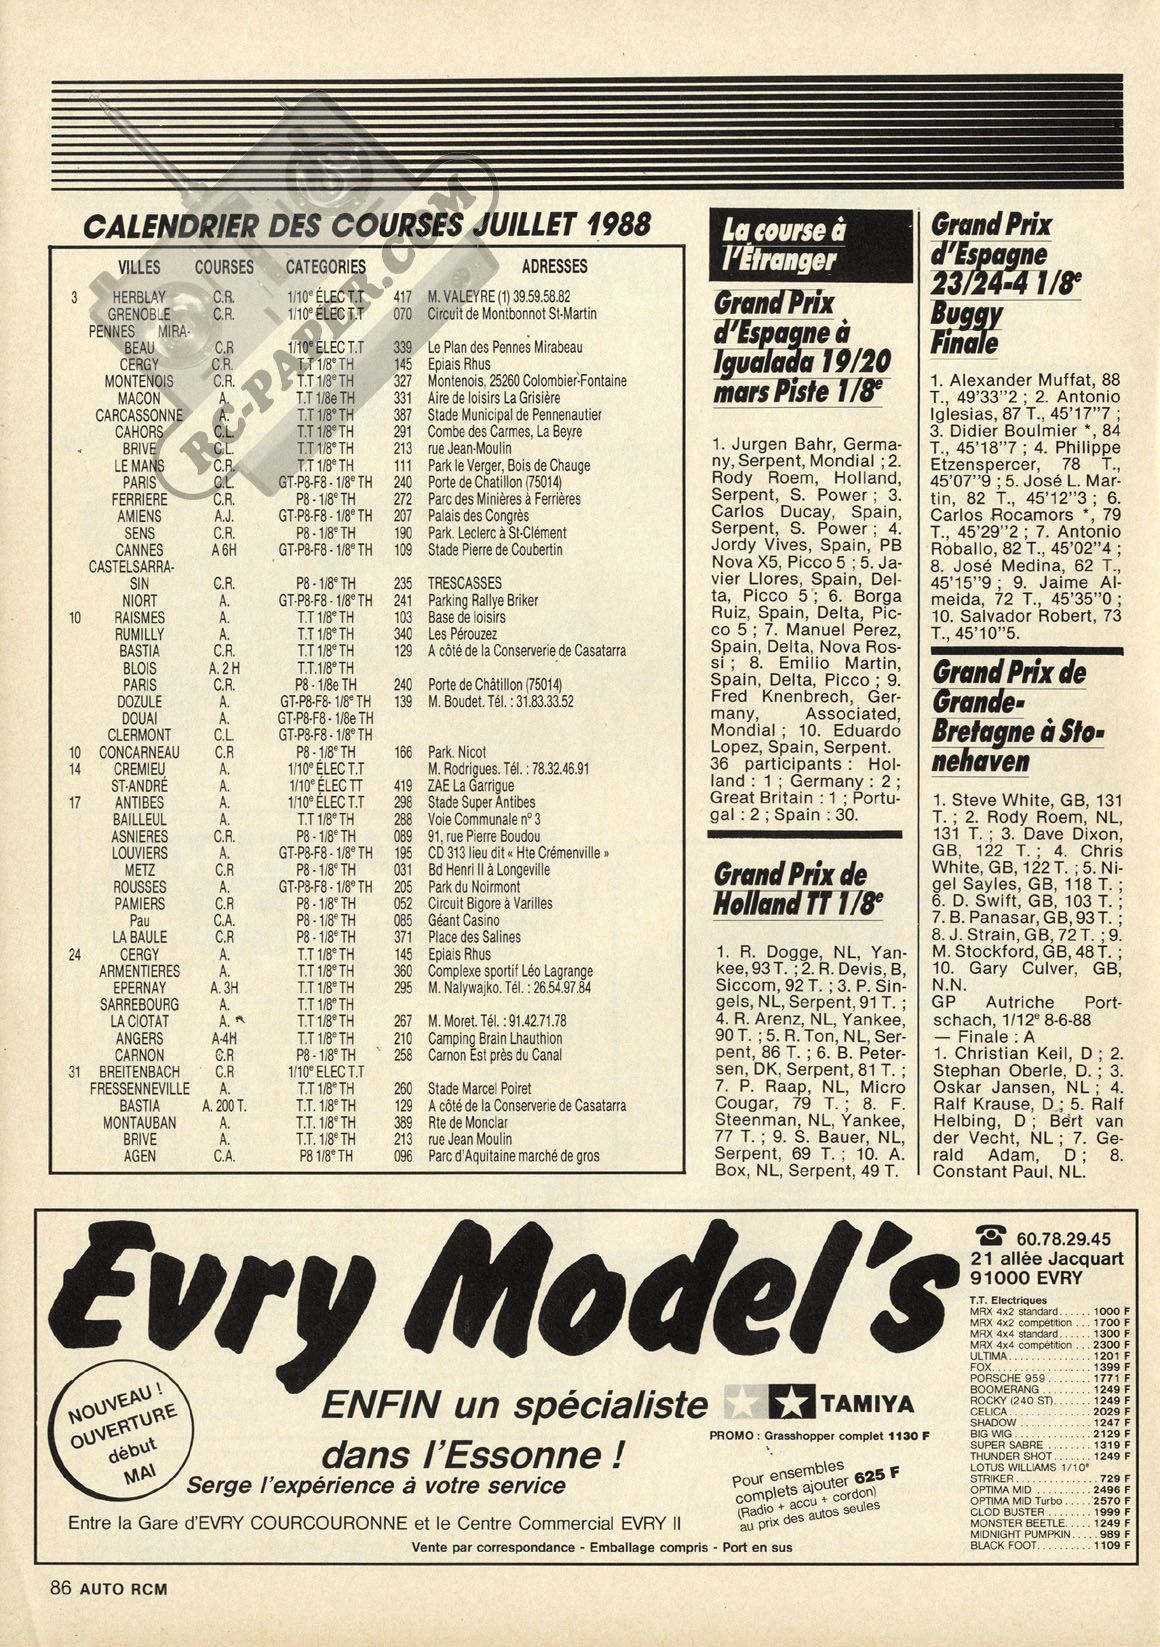 CALENDRIER DES COURSES JUILLET 1988
VILLES COURSES CATEGORIES ADRESSES
3 HERBLAY C.R. 1/10e ÉLEC T.T 417 M. VALEYRE (1) 39.59.58.82
GRENOBLE C.R. 1/10e ÉLEC T.T 070 Circuit de Montbonnot St-Martin
PENNES MIRA-
BEAU C.R 1/10e ÉLEC T.T 339 Le Plan des Pennes Mirabeau
CERGY C.R. T.T 1/8e TH 145 Epiais Rhus
MONTENOIS C.R. T.T 1/8e TH 327 Montenois, 25260 Colombier-Fontaine
MACON A. T.T 1/8e TH 331 Aire de loisirs La Grisière
CARCASSONNE A. T.T 1/8e TH 387 Stade Municipal de Pennenautier
CAHORS C.L. T.T 1/8e TH 291 Combe des Carmes, La Beyre
BRIVE C.L. T.T 1/8e TH 213 rue Jean-Moulin
LE MANS C.R. T.T 1/8e TH 111 Park le Verger, Bois de Chauge
PARIS C.L. GT-P8-F8 - 1/8e TH 240 Porte de Chatillon (75014)
FERRIERE C.R. P8 - 1/8e TH 272 Parc des Minières à Ferrières
AMIENS A.J. GT-P8-F8 - 1/8e TH 207 Palais des Congrès
SENS C.R. P8 - 1/8e TH 190 Park. Leclerc à St-Clément
CANNES A 6H GT-P8-F8 - 1/8e TH 109 Stade Pierre de Coubertin
CASTELSARRA-
SIN C.R. P8 - 1/8e TH 235 TRESCASSES
NIORT A. GT-P8-F8 - 1/8e TH 241 Parking Rallye Briker
10 RAISMES A. T.T 1/8e TH 103 Base de loisirs
RUMILLY A. T.T 1/8e TH 340 Les Pérouzez
BASTIA C.R. T.T 1/8e TH 129 A côté de la Conserverie de Casatarra
BLOIS A. 2 H T.T.1/8e TH
PARIS C.R. P8 - 1/8e TH 240 Porte de Châtillon (75014)
DOZULE A. GT-P8-F8- 1/8e TH 139 M. Boudet. Tél. : 31.83.33.52
DOUAI A. GT-P8-F8 - 1/8e TH
CLERMONT C.L. GT-P8-F8 - 1/8e TH
10 CONCARNEAU C.R P8 - 1/8e TH 166 Park. Nicot
14 CREMIEU A. 1/10e ÉLEC T.T M. Rodrigues. Tél. : 78.32.46.91
ST-ANDRÉ A. 1/10e ÉLEC TT 419 ZAE La Garrigue
17 ANTIBES A. 1/10e ÉLEC T.T 298 Stade Super Antibes
BAILLEUL A. T.T 1/8e TH 288 Voie Communale no 3
ASNIERES C.R. P8 - 1/8e TH 089 91, rue Pierre Boudou
LOUVIERS A. GT-P8-F8 - 1/8e TH 195 CD 313 lieu dit « Hte Crémenville »
METZ C.R P8 - 1/8e TH 031 Bd Henri II à Longeville
ROUSSES A. GT-P8-F8 - 1/8e TH 205 Park du Noirmont
PAMIERS C.R P8 - 1/8e TH 052 Circuit Bigore à Varilles
Pau C.A. P8 - 1/8e TH 085 Géant Casino
LA BAULE C.R P8 - 1/8e TH 371 Place des Salines
24 CERGY A. T.T 1/8e TH 145 Epiais Rhus
ARMENTIERES A. T.T 1/8e TH 360 Complexe sportif Léo Lagrange
EPERNAY A. 3H T.T 1/8e TH 295 M. Nalywajko. Tél. : 26.54.97.84
SARREBOURG A. T.T 1/8e TH
LA CIOTAT A. T.T 1/8e TH 267 M. Moret. Tél. : 91.42.71.78
ANGERS A-4H T.T 1/8e TH 210 Camping Brain Lhauthion
CARNON C.R P8 - 1/8e TH 258 Carnon Est près du Canal
31 BREITENBACH C.R 1/10e ELEC T.T
FRESSENNEVILLE A. T.T 1/8e TH 260 Stade Marcel Poiret
BASTIA A. 200 T. T.T. 1/8e TH 129 A côté de la Conserverie de Casatarra
MONTAUBAN A. T.T. 1/8e TH 389 Rte de Monclar
BRIVE A. T.T 1/8e TH 213 rue Jean Moulin
AGEN C.A. P8 1/8e TH 096 Parc d'Aquitaine marché de gros
La course à
l'Étranger
Grand Prix
d'Espagne à
Igualada 19/20
mars Piste 1/8e
1. Jurgen Bahr, Germa-
ny, Serpent, Mondial ; 2.
Rody Roem, Holland,
Serpent, S. Power ; 3.
Carlos Ducay, Spain,
Serpent, S. Power ; 4.
Jordy Vives, Spain, PB
Nova X5, Picco 5 ; 5. Ja-
vier Llores, Spain, Del-
ta, Picco 5 ; 6. Borga
Ruiz, Spain, Delta, Pic-
co 5 ; 7. Manuel Perez,
Spain, Delta, Nova Ros-
si ; 8. Emilio Martin,
Spain, Delta, Picco ; 9.
Fred Knenbrech, Ger-
many, Associated,
Mondial ; 10. Eduardo
Lopez, Spain, Serpent.
36 participants : Hol-
land : 1 ; Germany : 2 ;
Great Britain : 1 ; Portu-
gal : 2 ; Spain : 30.
Grand Prix de
Holland TT 1/8e
1. R. Dogge, NL, Yan-
kee, 93 T. ; 2. R. Devis, B,
Siccom, 92 T. ; 3. P. Sin-
gels, NL, Serpent, 91 T. ;
4. R. Arenz, NL, Yankee,
90 T. ; 5. R. Ton, NL, Ser-
pent, 86 T. ; 6. B. Peter-
sen, DK, Serpent, 81 T. ;
7. P. Raap, NL, Micro
Cougar, 79 T. ; 8. F.
Steenman, NL, Yankee,
77 T. ; 9. S. Bauer, NL,
Serpent, 69 T. ; 10. A.
Box, NL, Serpent, 49 T.
Grand Prix
d'Espagne
23/24-4 1/8e
Buggy
Finale
1. Alexander Muffat, 88
T., 49'33"2 ; 2. Antonio
Iglesias, 87 T., 45'17"7 ;
3. Didier Boulmier *, 84
T., 45'18"7 ; 4. Philippe
Etzenspercer, 78 T.,
45'07"9 ; 5. José L. Mar-
tin, 82 T., 45'12"3 ; 6.
Carlos Rocamors *, 79
T., 45'29"2 ; 7. Antonio
Roballo, 82 T., 45'02"4 ;
8. José Medina, 62 T.,
45'15"9 ; 9. Jaime Al-
meida, 72 T., 45'35"0 ;
10. Salvador Robert, 73
T., 45'10"5.
Grand Prix de
Grande-
Bretagne à Sto-
nehaven
1. Steve White, GB, 131
T. ; 2. Rody Roem, NL,
131 T. ; 3. Dave Dixon,
GB, 122 T. ; 4. Chris
White, GB, 122 T. ; 5. Ni-
gel Sayles, GB, 118 T. ;
6. D. Swift, GB, 103 T. ;
7. B. Panasar, GB, 93 T. ;
8. J. Strain, GB, 72 T. ; 9.
M. Stockford, GB, 48 T. ;
10. Gary Culver, GB,
N.N.
GP Autriche Port-
schach, 1/12e 8-6-88
— Finale : A
1. Christian Keil, D ; 2.
Stephan Oberle, D. ; 3.
Oskar Jansen, NL ; 4.
Ralf Krause, D ; 5. Ralf
Helbing, D ; Bert van
der Vecht, NL ; 7. Ge-
rald Adam, D ; 8.
Constant Paul, NL.
RC-PAPER.COM
Evry Model's
NOUVEAU !
OUVERTURE
début
MAI
ENFIN un spécialiste
dans l'Essonne !
Serge l'expérience à votre service
Entre la Gare d'EVRY COURCOURONNE et le Centre Commercial EVRY II
Vente par correspondance - Emballage compris - Port en sus
TAMIYA
PROMO : Grasshopper complet 1130 F
Pour ensembles
complets ajouter 625 F
(Radio + accu + cordon)
au prix des autos seules
60.78.29.45
21 allée Jacquart
91000 EVRY
T.T. Electriques
MRX 4x2 standard...... 1000 F
MRX 4x2 compétition ... 1700 F
MRX 4x4 standard...... 1300 F
MRX 4x4 compétition ... 2300 F
ULTIMA.............. 1201 F
FOX................. 1399 F
PORSCHE 959........ 1771 F
BOOMERANG......... 1249 F
ROCKY (240 ST)....... 1249 F
CELICA.............. 2029 F
SHADOW............ 1247 F
BIG WIG............. 2129 F
SUPER SABRE........ 1319 F
THUNDER SHOT....... 1249 F
LOTUS WILLIAMS 1/10e
STRIKER............. 729 F
OPTIMA MID......... 2496 F
OPTIMA MID Turbo..... 2570 F
CLOD BUSTER........ 1999 F
MONSTER BEETLE..... 1249 F
MIDNIGHT PUMPKIN.... 989 F
BLACK FOOT......... 1109 F
86 AUTO RCM